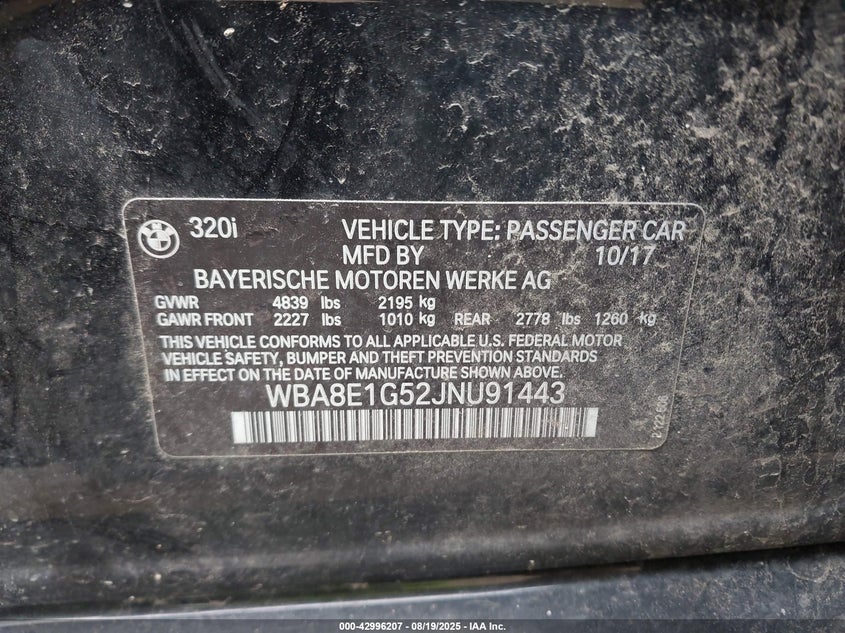 320i VEHICLE TYPE: PASSENGER CAR
MFD BY 10/17
BAYERISCHE MOTOREN WERKE AG
GVWR 4839 lbs 2195 kg
GAWR FRONT 2227 lbs 1010 kg REAR 2778 lbs 1260 kg
THIS VEHICLE CONFORMS TO ALL APPLICABLE U.S. FEDERAL MOTOR
VEHICLE SAFETY, BUMPER AND THEFT PREVENTION STANDARDS
IN EFFECT ON THE DATE OF MANUFACTURE SHOWN ABOVE.
WBA8E1G52JNU91443
000-42996207 - 08/19/2025 - IAA Inc.